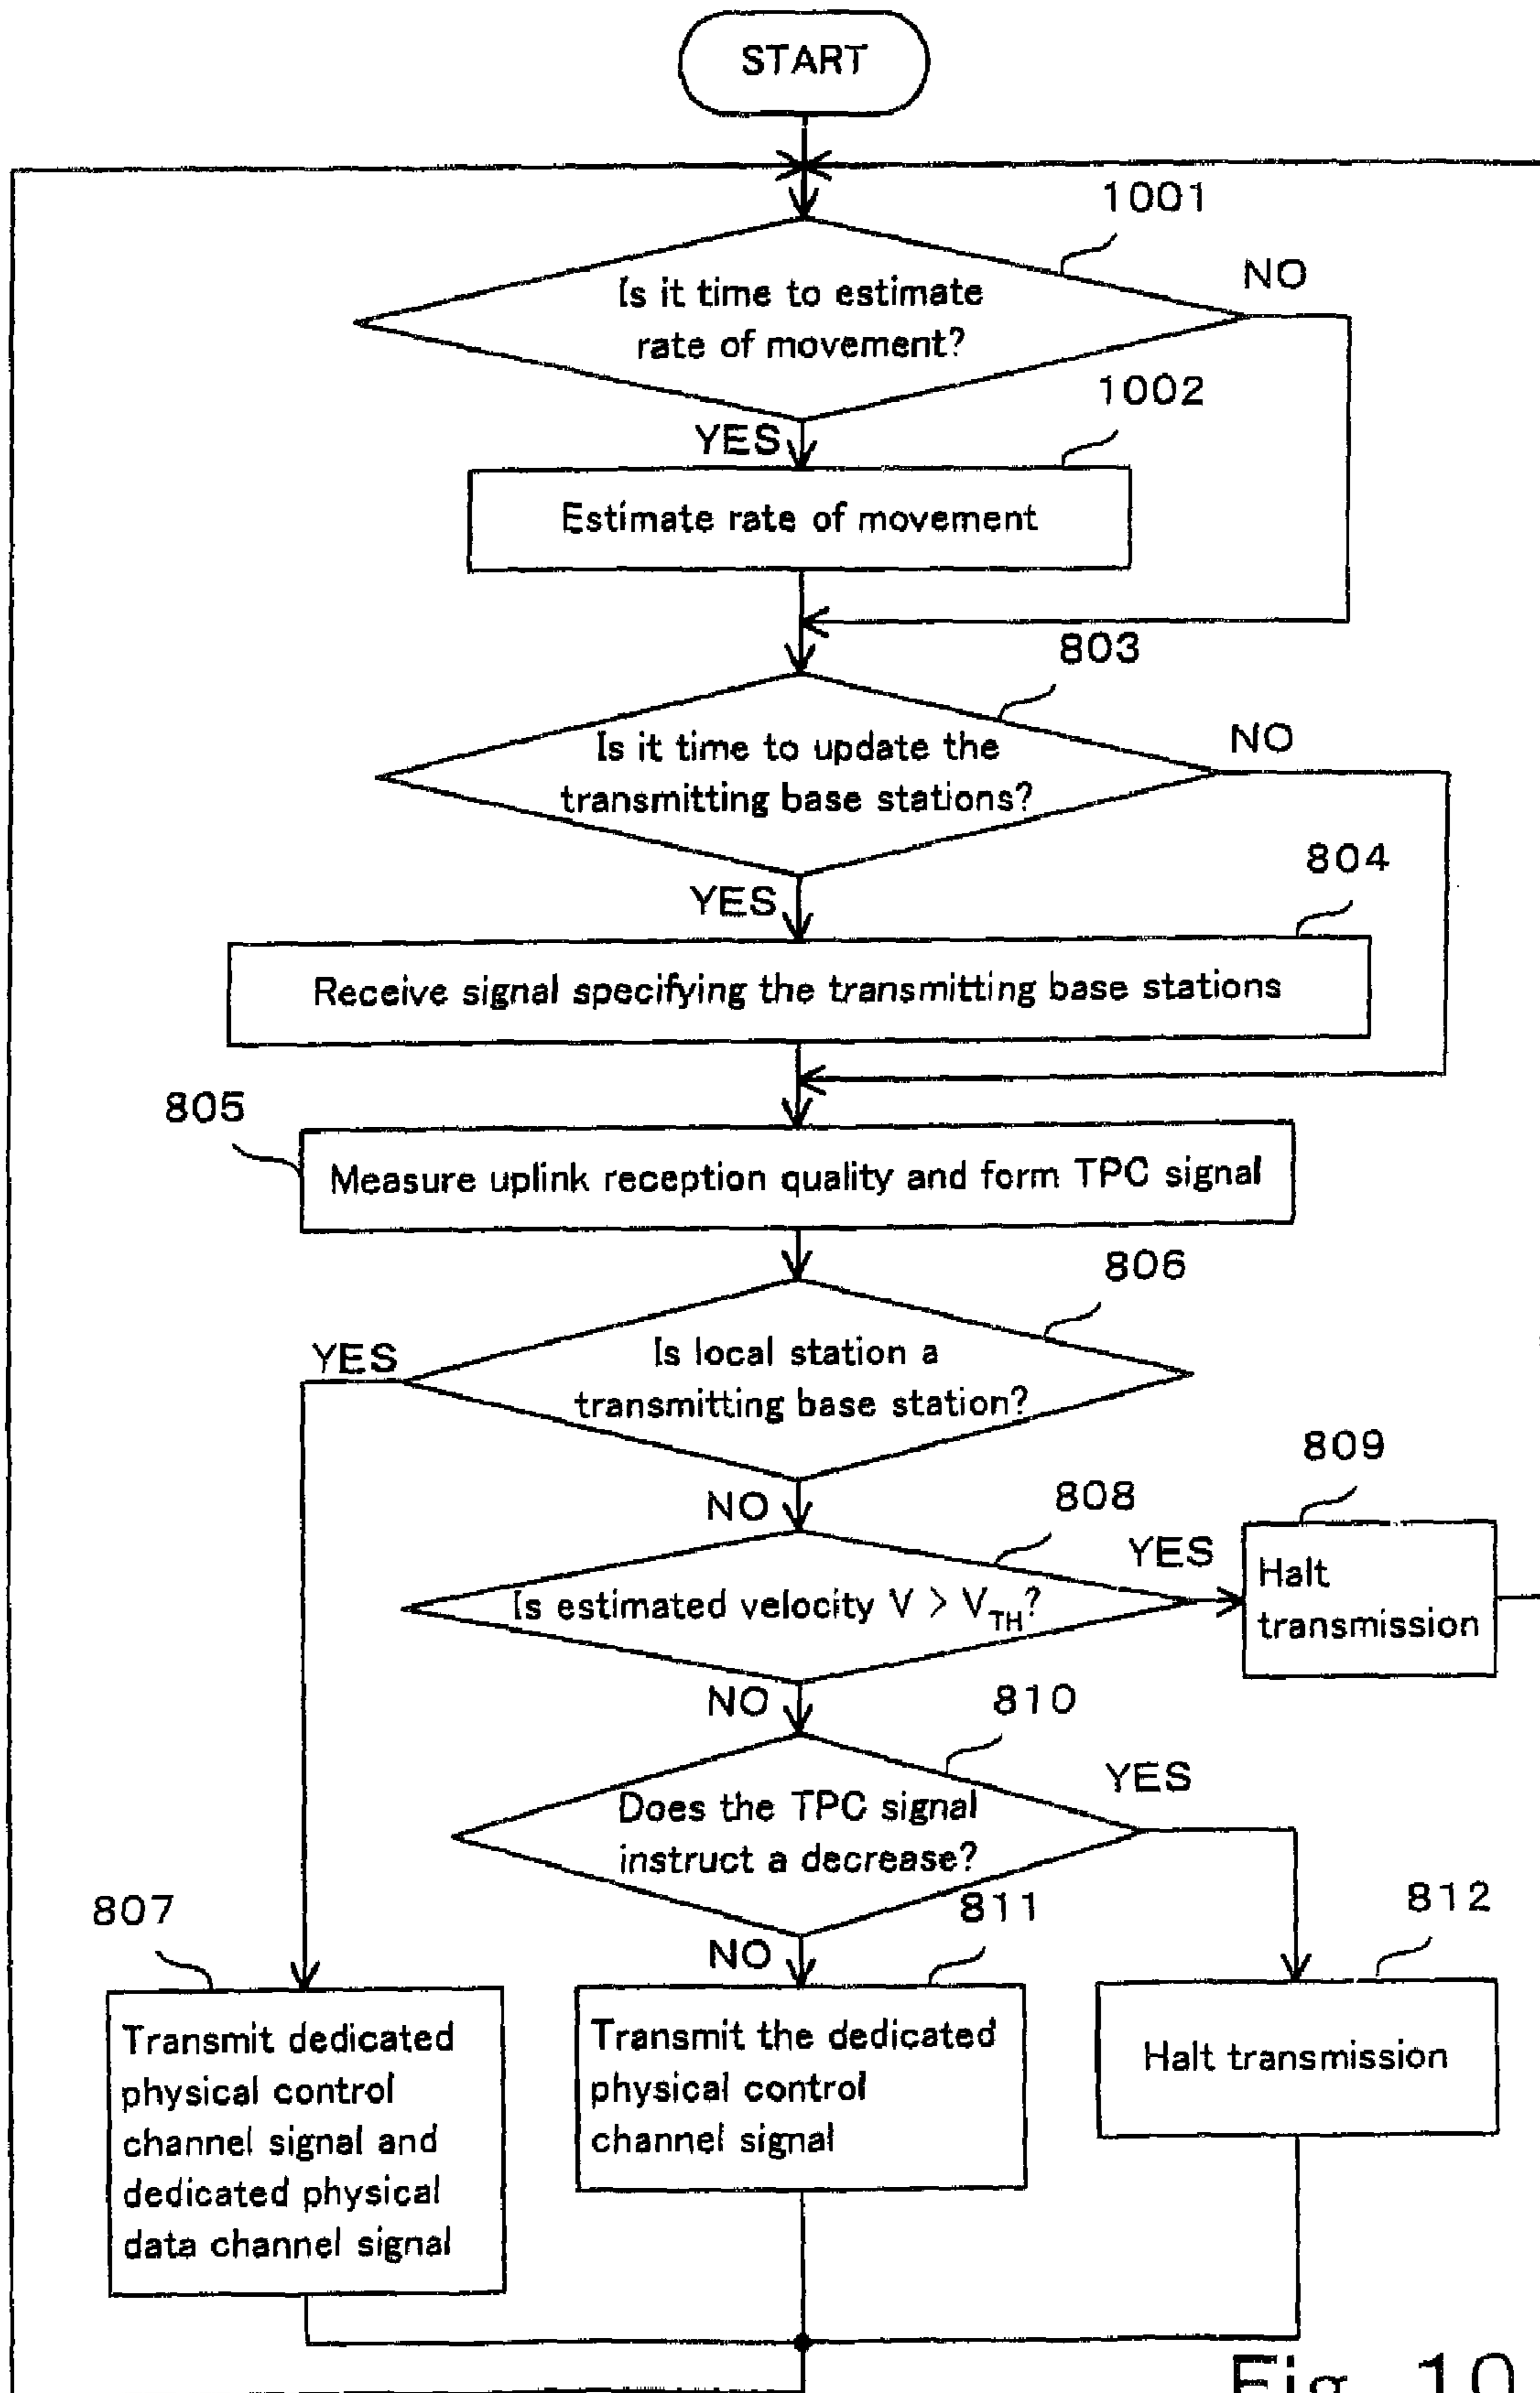 START
1001
Is it time to estimate
rate of movement?
NO
1002
YES
Estimate rate of movement
803
Is it time to update the
transmitting base stations?
NO
804
YES
Receive signal specifying the transmitting base stations
805
Measure uplink reception quality and form TPC signal
806
YES
Is local station a
transmitting base station?
809
NO
808
YES
Halt
transmission
Is estimated velocity V > VTH?
NO
810
YES
Does the TPC signal
instruct a decrease?
807
811
812
NO
Transmit dedicated
physical control
channel signal and
dedicated physical
data channel signal
Transmit the dedicated
physical control
channel signal
Halt transmission
Fig. 10